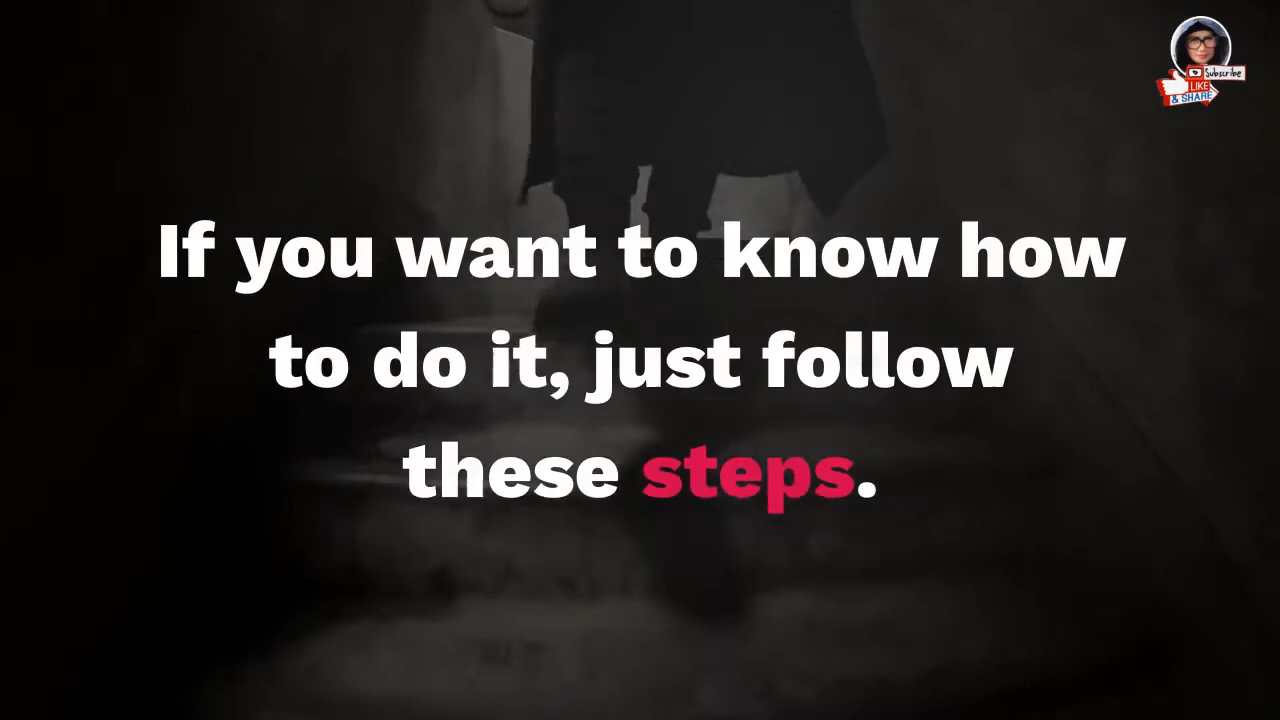 Subscribe
LIKE
& SHARE
If you want to know how
to do it, just follow
these steps.